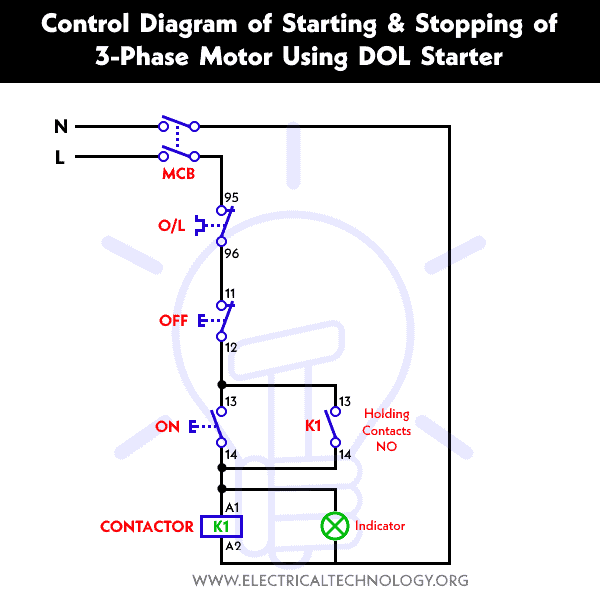 Control Diagram of Starting & Stopping of
3-Phase Motor Using DOL Starter
N
L
MCB
95
O/L
96
11
OFF
12
13
13
ON
K1
Holding
Contacts
NO
14
14
A1
CONTACTOR
K1
Indicator
A2
WWW.ELECTRICALTECHNOLOGY.ORG